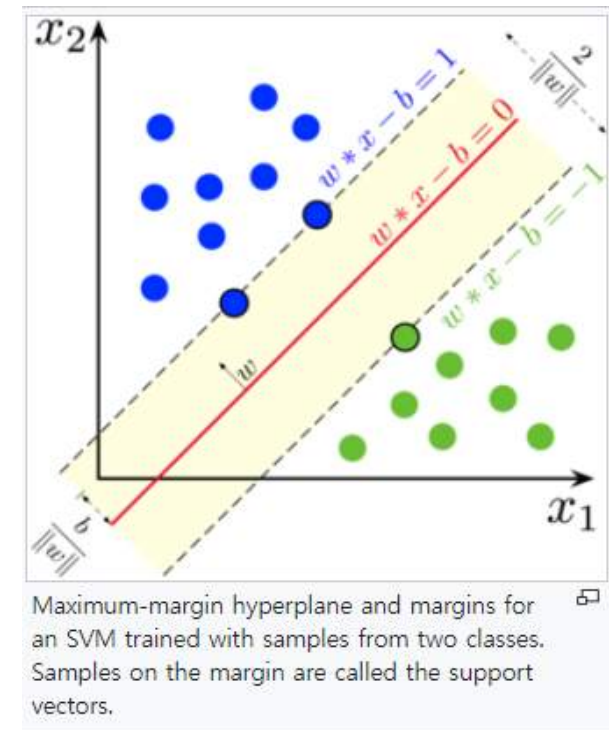 x₂
w * x − b = 1
w * x − b = 0
w * x − b = −1
2
‖w‖
w
b
‖w‖
x₁
Maximum-margin hyperplane and margins for
an SVM trained with samples from two classes.
Samples on the margin are called the support
vectors.